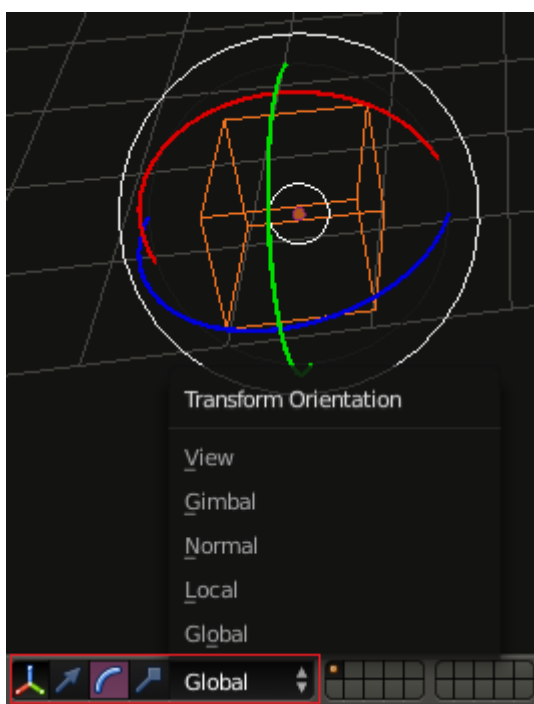 Transform Orientation
View
Gimbal
Normal
Local
Global
Global